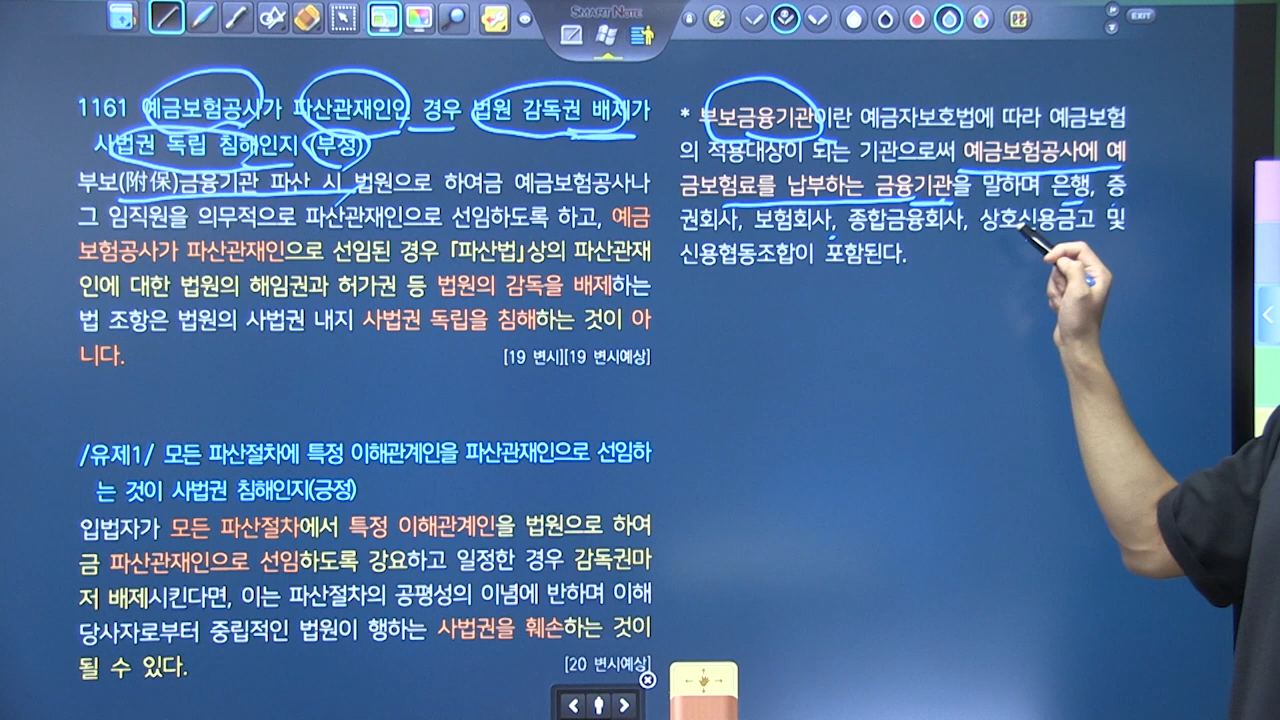 SMART NOTE
EXIT
1161 예금보험공사가 파산관재인인 경우 법원 감독권 배제가
사법권 독립 침해인지 (부정)
부보(附保)금융기관 파산 시 법원으로 하여금 예금보험공사나
그 임직원을 의무적으로 파산관재인으로 선임하도록 하고, 예금
보험공사가 파산관재인으로 선임된 경우 「파산법」상의 파산관재
인에 대한 법원의 해임권과 허가권 등 법원의 감독을 배제하는
법 조항은 법원의 사법권 내지 사법권 독립을 침해하는 것이 아
니다.
[19 변시][19 변시예상]
/유제1/ 모든 파산절차에 특정 이해관계인을 파산관재인으로 선임하
는 것이 사법권 침해인지(긍정)
입법자가 모든 파산절차에서 특정 이해관계인을 법원으로 하여
금 파산관재인으로 선임하도록 강요하고 일정한 경우 감독권마
저 배제시킨다면, 이는 파산절차의 공평성의 이념에 반하며 이해
당사자로부터 중립적인 법원이 행하는 사법권을 훼손하는 것이
될 수 있다.
[20 변시예상]
* 부보금융기관이란 예금자보호법에 따라 예금보험
의 적용대상이 되는 기관으로써 예금보험공사에 예
금보험료를 납부하는 금융기관을 말하며 은행, 증
권회사, 보험회사, 종합금융회사, 상호신용금고 및
신용협동조합이 포함된다.